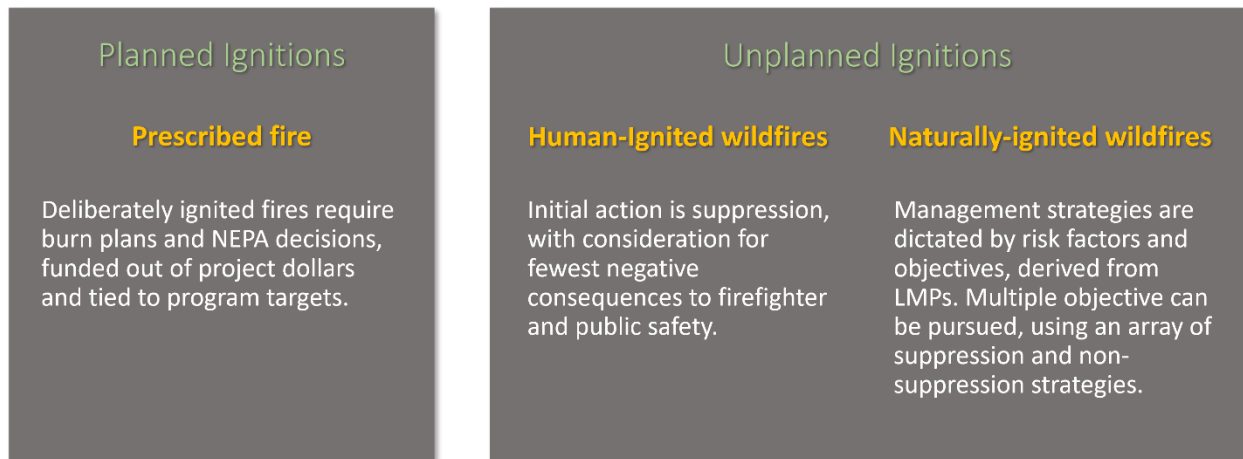 Planned Ignitions
Prescribed fire
Deliberately ignited fires require
burn plans and NEPA decisions,
funded out of project dollars
and tied to program targets.
Unplanned Ignitions
Human-Ignited wildfires
Initial action is suppression,
with consideration for
fewest negative
consequences to firefighter
and public safety.
Naturally-ignited wildfires
Management strategies are
dictated by risk factors and
objectives, derived from
LMPs. Multiple objective can
be pursued, using an array of
suppression and non-
suppression strategies.